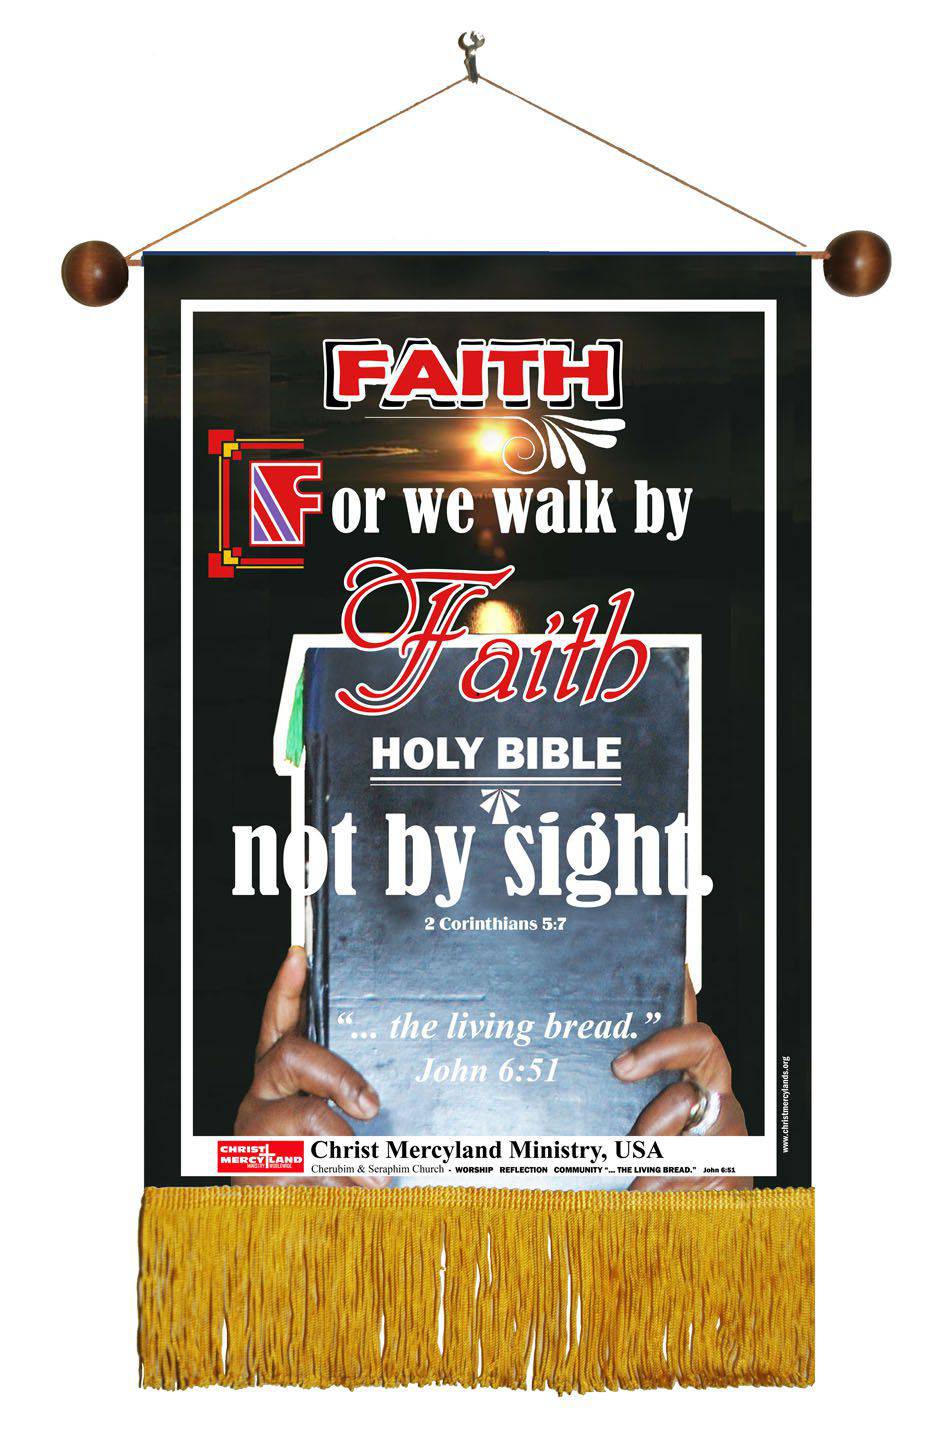 FAITH
For we walk by
Faith
HOLY BIBLE
not by sight.
2 Corinthians 5:7
“... the living bread.”
John 6:51
www.christmercylands.org
CHRIST
MERCYLAND
MINISTRY WORLDWIDE
Christ Mercyland Ministry, USA
Cherubim & Seraphim Church - WORSHIP REFLECTION COMMUNITY “... THE LIVING BREAD.” John 6:51